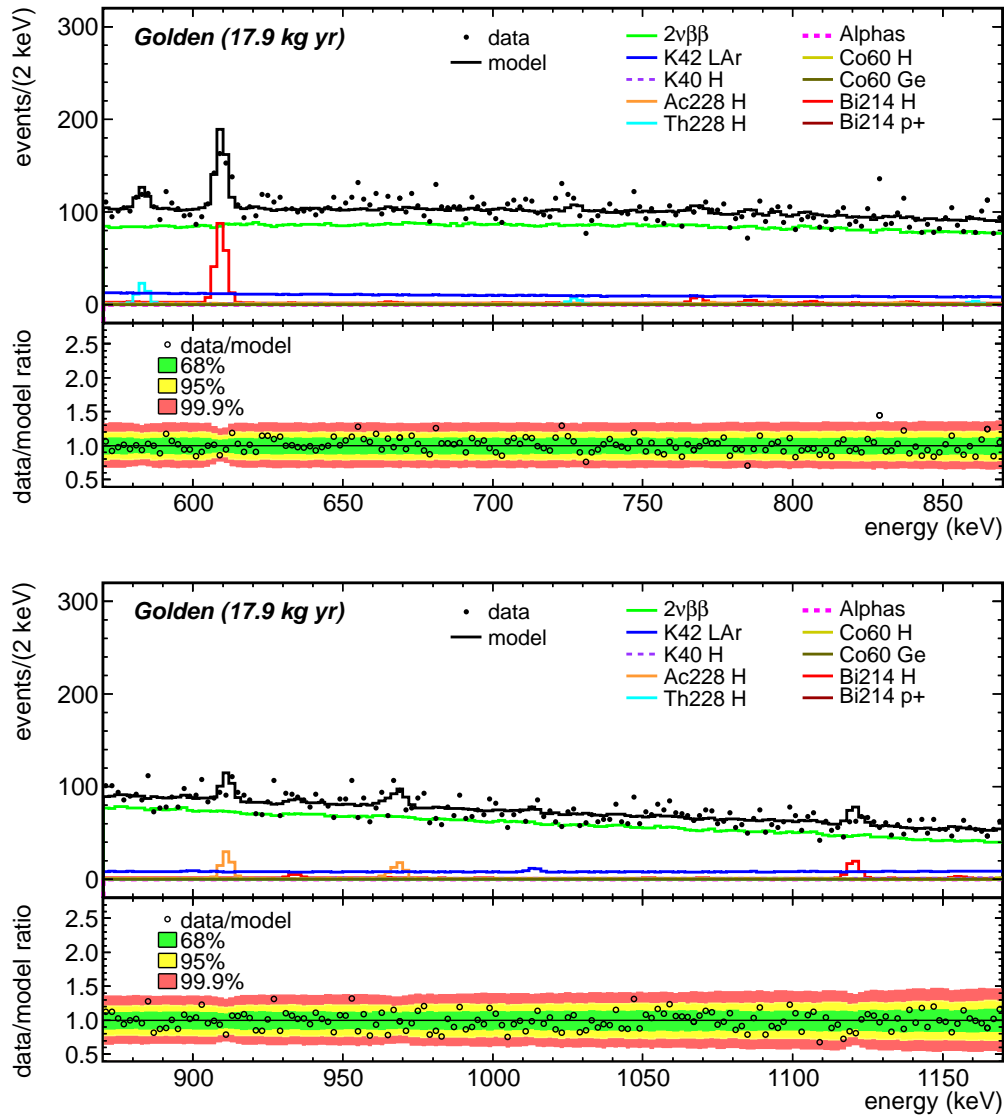 Golden (17.9 kg yr)
data
model
2νββ
K42 LAr
K40 H
Ac228 H
Th228 H
Alphas
Co60 H
Co60 Ge
Bi214 H
Bi214 p+
events/(2 keV)
300
200
100
0
data/model ratio
2.5
2.0
1.5
1.0
0.5
data/model
68%
95%
99.9%
600 650 700 750 800 850
energy (keV)
Golden (17.9 kg yr)
data
model
2νββ
K42 LAr
K40 H
Ac228 H
Th228 H
Alphas
Co60 H
Co60 Ge
Bi214 H
Bi214 p+
events/(2 keV)
300
200
100
0
data/model ratio
2.5
2.0
1.5
1.0
0.5
data/model
68%
95%
99.9%
900 950 1000 1050 1100 1150
energy (keV)